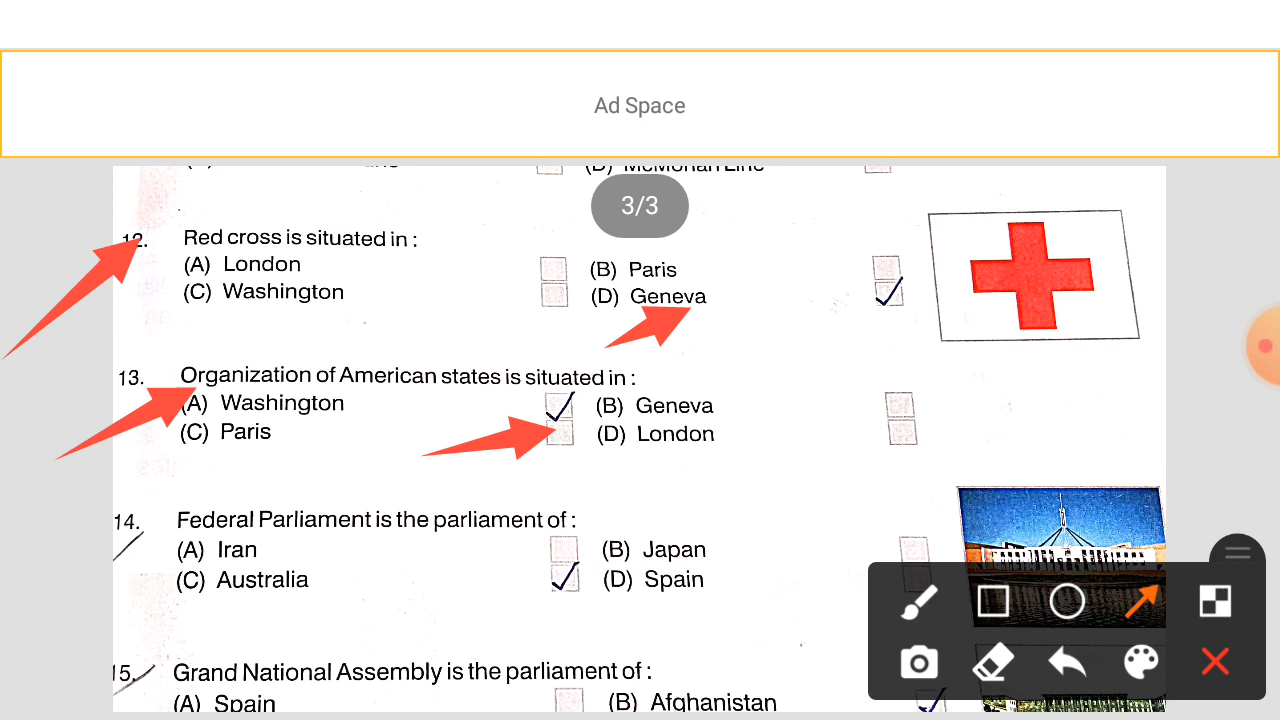 Ad Space
(D) McMohan Line
3/3
12.
Red cross is situated in :
(A) London
(B) Paris
(C) Washington
(D) Geneva
13.
Organization of American states is situated in :
(A) Washington
(B) Geneva
(C) Paris
(D) London
14.
Federal Parliament is the parliament of :
(A) Iran
(B) Japan
(C) Australia
(D) Spain
15.
Grand National Assembly is the parliament of :
(A) Spain
(B) Afghanistan